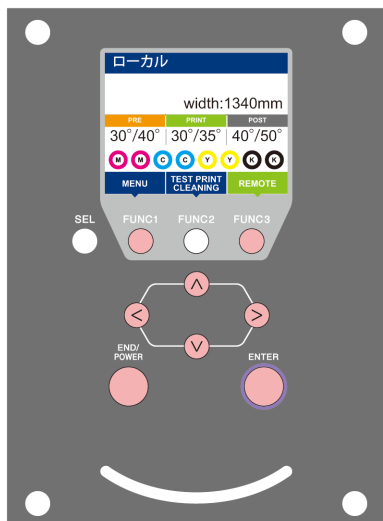 ローカル
width:1340mm
PRE PRINT POST
30°/40° 30°/35° 40°/50°
M M C C Y Y K K
MENU TEST PRINT CLEANING REMOTE
SEL FUNC1 FUNC2 FUNC3
END/
POWER
ENTER